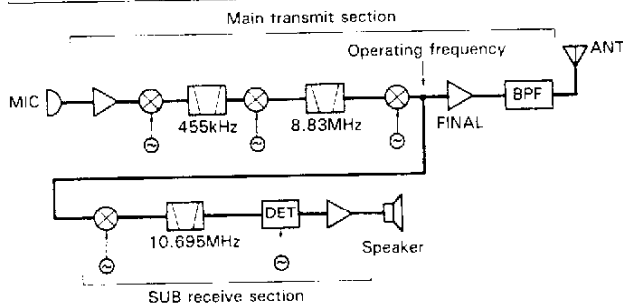 Main transmit section
Operating frequency
ANT
MIC
455kHz
8.83MHz
FINAL
BPF
10.695MHz
DET
Speaker
SUB receive section